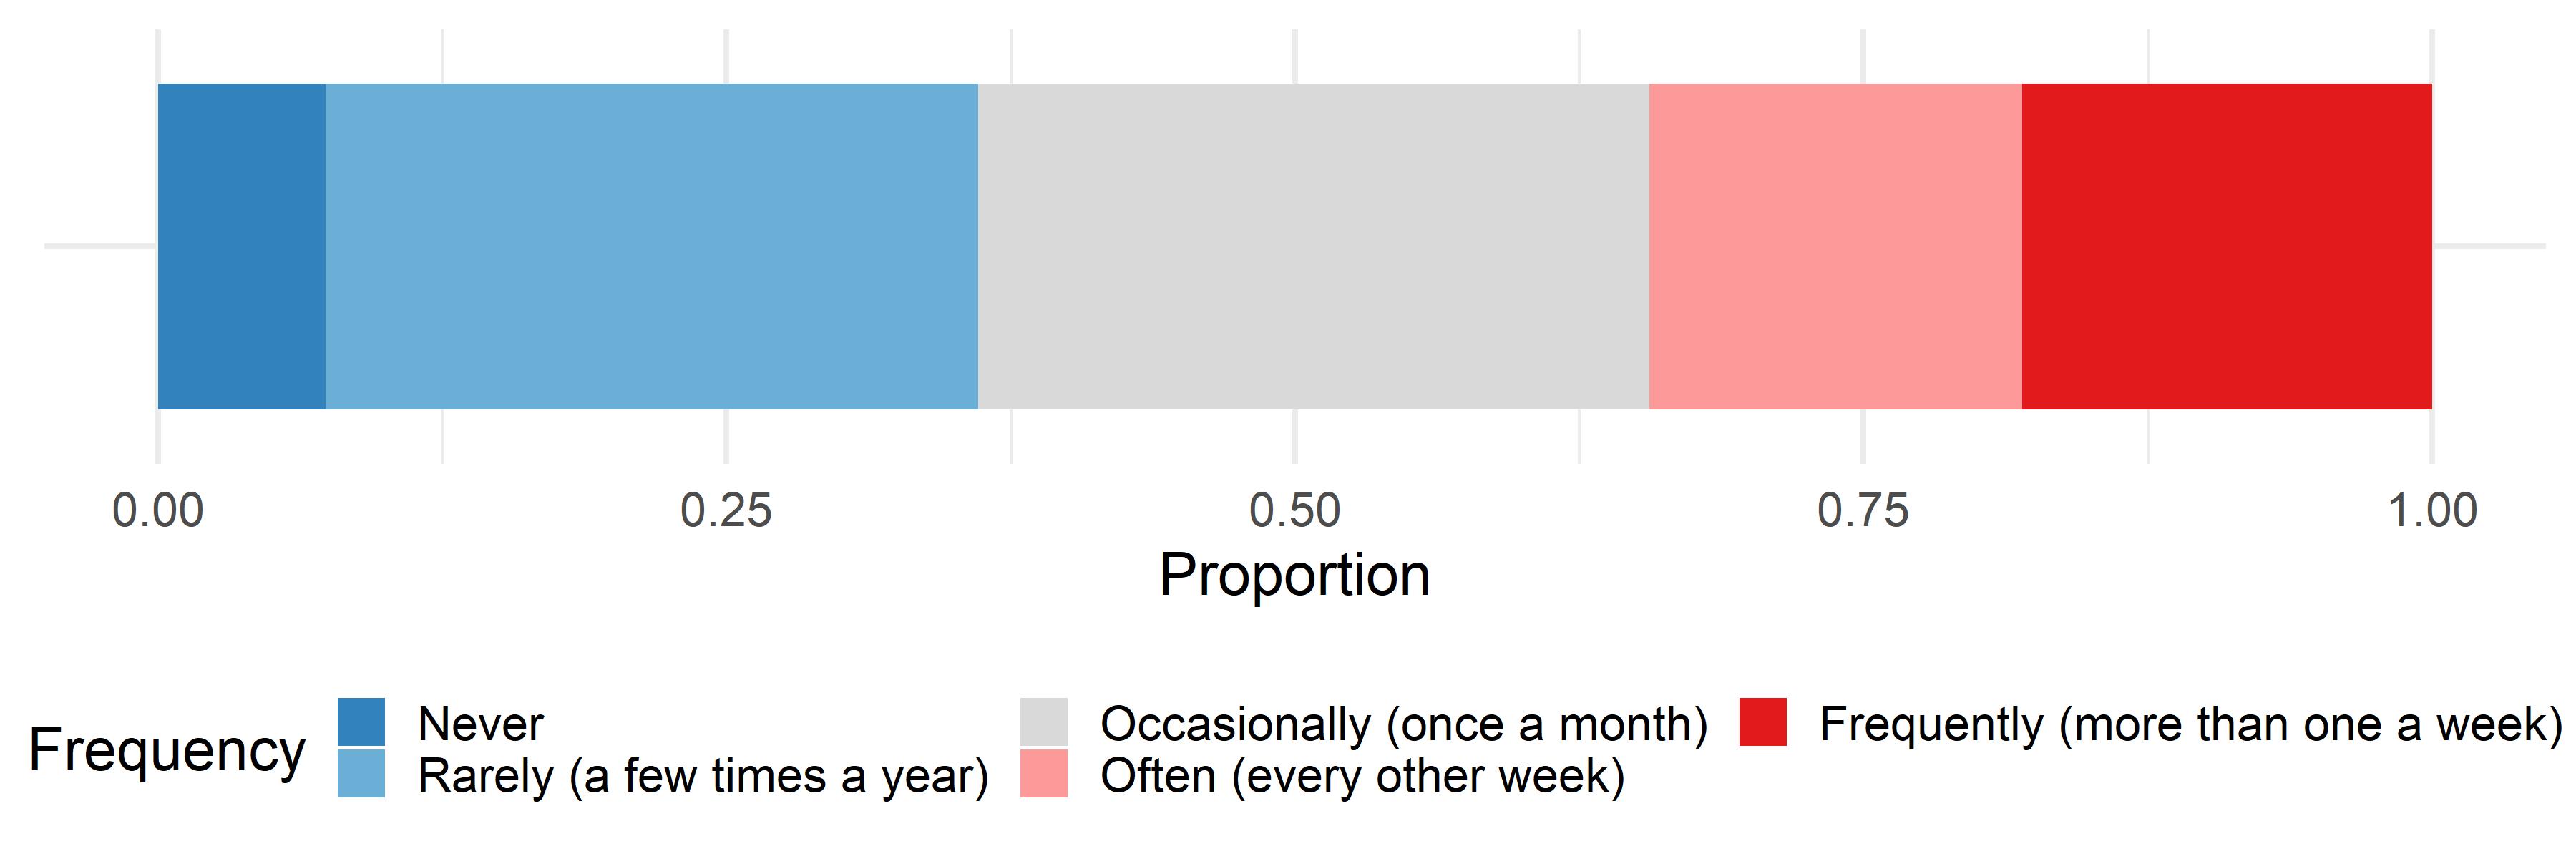 0.00 0.25 0.50 0.75 1.00
Proportion
Frequency
Never
Rarely (a few times a year)
Occasionally (once a month)
Often (every other week)
Frequently (more than one a week)